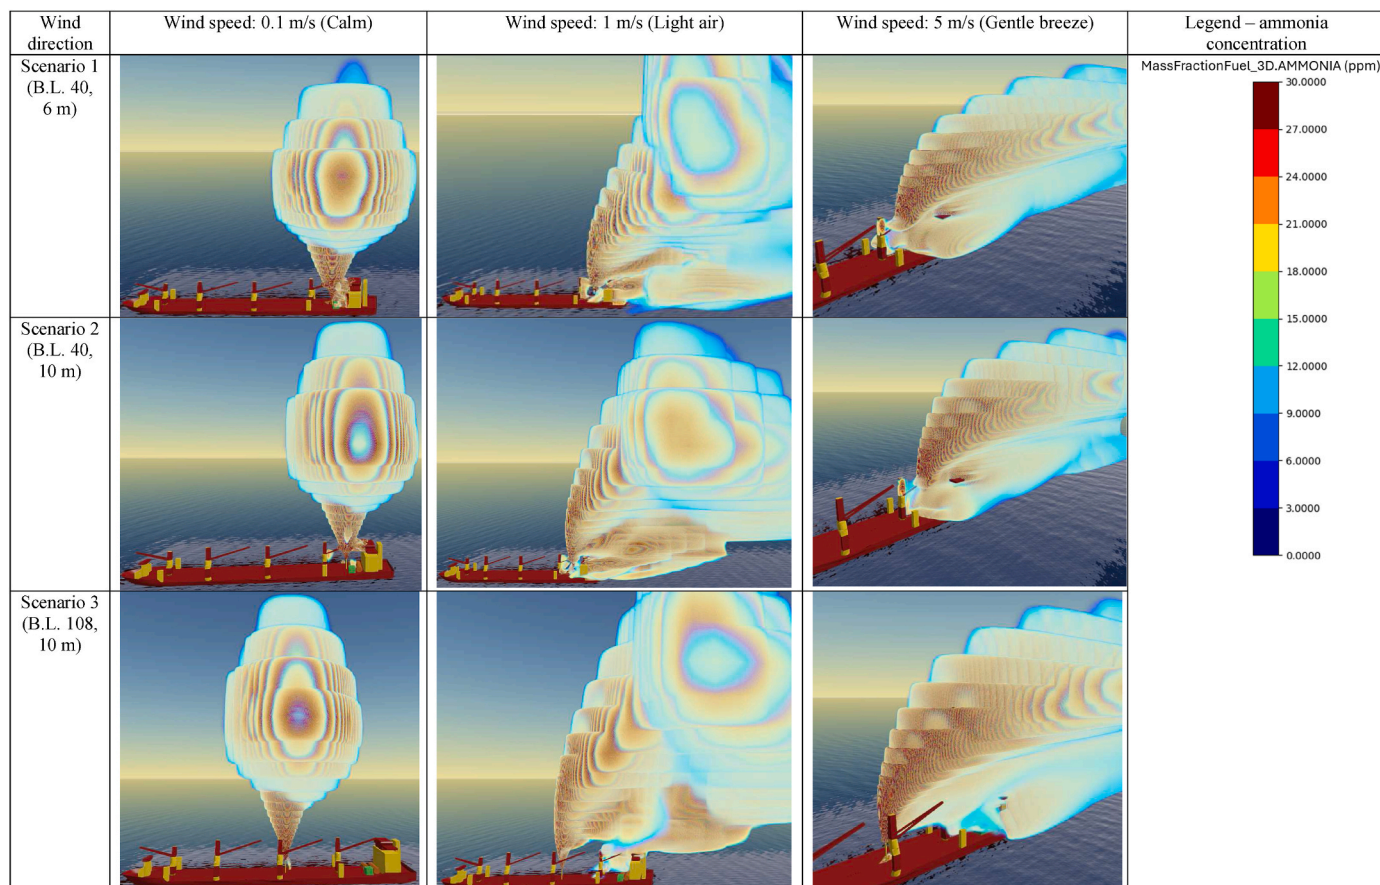 Wind direction
Wind speed: 0.1 m/s (Calm)
Wind speed: 1 m/s (Light air)
Wind speed: 5 m/s (Gentle breeze)
Legend – ammonia concentration
Scenario 1
(B.L. 40,
6 m)
MassFractionFuel_3D.AMMONIA (ppm)
30.0000
27.0000
24.0000
21.0000
18.0000
15.0000
12.0000
9.0000
6.0000
3.0000
0.0000
Scenario 2
(B.L. 40,
10 m)
Scenario 3
(B.L. 108,
10 m)